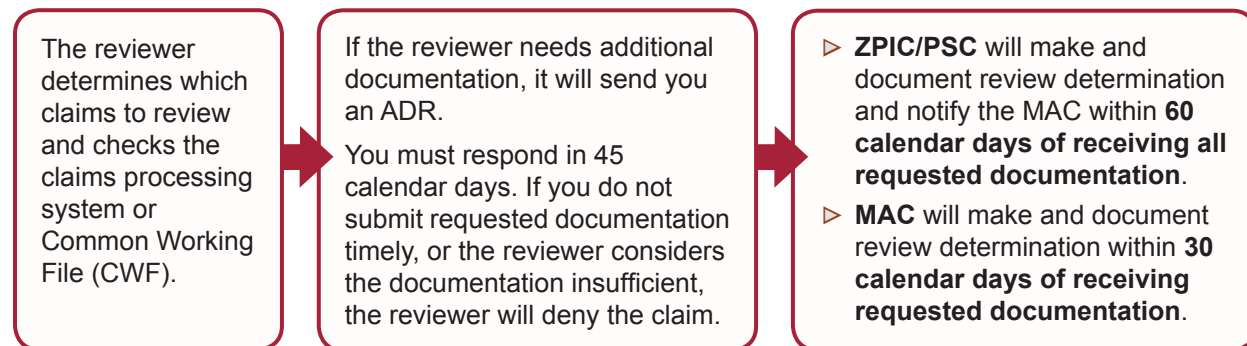 The reviewer
determines which
claims to review
and checks the
claims processing
system or
Common Working
File (CWF).
If the reviewer needs additional
documentation, it will send you
an ADR.
You must respond in 45
calendar days. If you do not
submit requested documentation
timely, or the reviewer considers
the documentation insufficient,
the reviewer will deny the claim.
ZPIC/PSC will make and
document review determination
and notify the MAC within 60
calendar days of receiving all
requested documentation.
MAC will make and document
review determination within 30
calendar days of receiving
requested documentation.